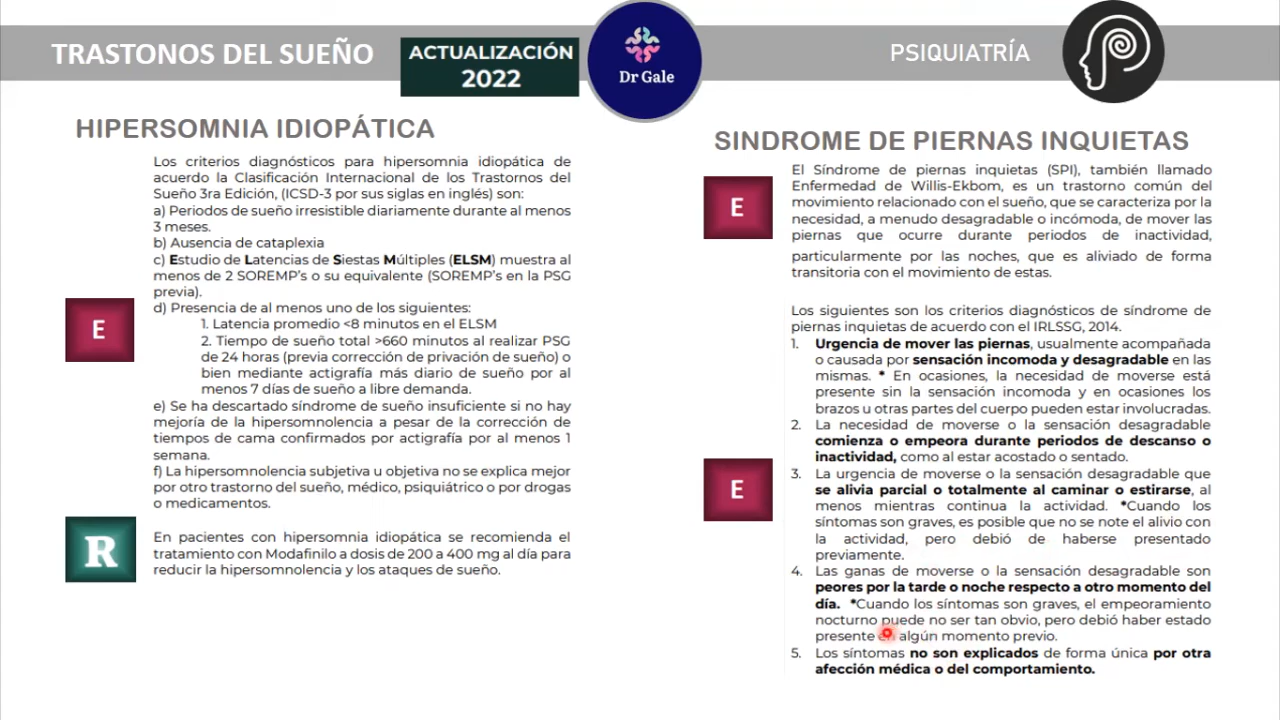 TRASTONOS DEL SUEÑO
ACTUALIZACIÓN
2022
Dr Gale
PSIQUIATRÍA
HIPERSOMNIA IDIOPÁTICA
Los criterios diagnósticos para hipersomnia idiopática de
acuerdo la Clasificación Internacional de los Trastornos del
Sueño 3ra Edición, (ICSD-3 por sus siglas en inglés) son:
a) Periodos de sueño irresistible diariamente durante al menos
3 meses.
b) Ausencia de cataplexia
c) Estudio de Latencias de Siestas Múltiples (ELSM) muestra al
menos de 2 SOREMP's o su equivalente (SOREMP's en la PSG
previa).
d) Presencia de al menos uno de los siguientes:
1. Latencia promedio <8 minutos en el ELSM
2. Tiempo de sueño total >660 minutos al realizar PSG
de 24 horas (previa corrección de privación de sueño) o
bien mediante actigrafía más diario de sueño por al
menos 7 días de sueño a libre demanda.
e) Se ha descartado síndrome de sueño insuficiente si no hay
mejoría de la hipersomnolencia a pesar de la corrección de
tiempos de cama confirmados por actigrafía por al menos 1
semana.
f) La hipersomnolencia subjetiva u objetiva no se explica mejor
por otro trastorno del sueño, médico, psiquiátrico o por drogas
o medicamentos.
E
R
En pacientes con hipersomnia idiopática se recomienda el
tratamiento con Modafinilo a dosis de 200 a 400 mg al día para
reducir la hipersomnolencia y los ataques de sueño.
SINDROME DE PIERNAS INQUIETAS
E
El Síndrome de piernas inquietas (SPI), también llamado
Enfermedad de Willis-Ekbom, es un trastorno común del
movimiento relacionado con el sueño, que se caracteriza por la
necesidad, a menudo desagradable o incómoda, de mover las
piernas que ocurre durante periodos de inactividad,
particularmente por las noches, que es aliviado de forma
transitoria con el movimiento de estas.
E
Los siguientes son los criterios diagnósticos de síndrome de
piernas inquietas de acuerdo con el IRLSSG, 2014.
1. Urgencia de mover las piernas, usualmente acompañada
o causada por sensación incomoda y desagradable en las
mismas. * En ocasiones, la necesidad de moverse está
presente sin la sensación incomoda y en ocasiones los
brazos u otras partes del cuerpo pueden estar involucradas.
2. La necesidad de moverse o la sensación desagradable
comienza o empeora durante periodos de descanso o
inactividad, como al estar acostado o sentado.
3. La urgencia de moverse o la sensación desagradable que
se alivia parcial o totalmente al caminar o estirarse, al
menos mientras continua la actividad. *Cuando los
síntomas son graves, es posible que no se note el alivio con
la actividad, pero debió de haberse presentado
previamente.
4. Las ganas de moverse o la sensación desagradable son
peores por la tarde o noche respecto a otro momento del
día. *Cuando los síntomas son graves, el empeoramiento
nocturno puede no ser tan obvio, pero debió haber estado
presente en algún momento previo.
5. Los síntomas no son explicados de forma única por otra
afección médica o del comportamiento.